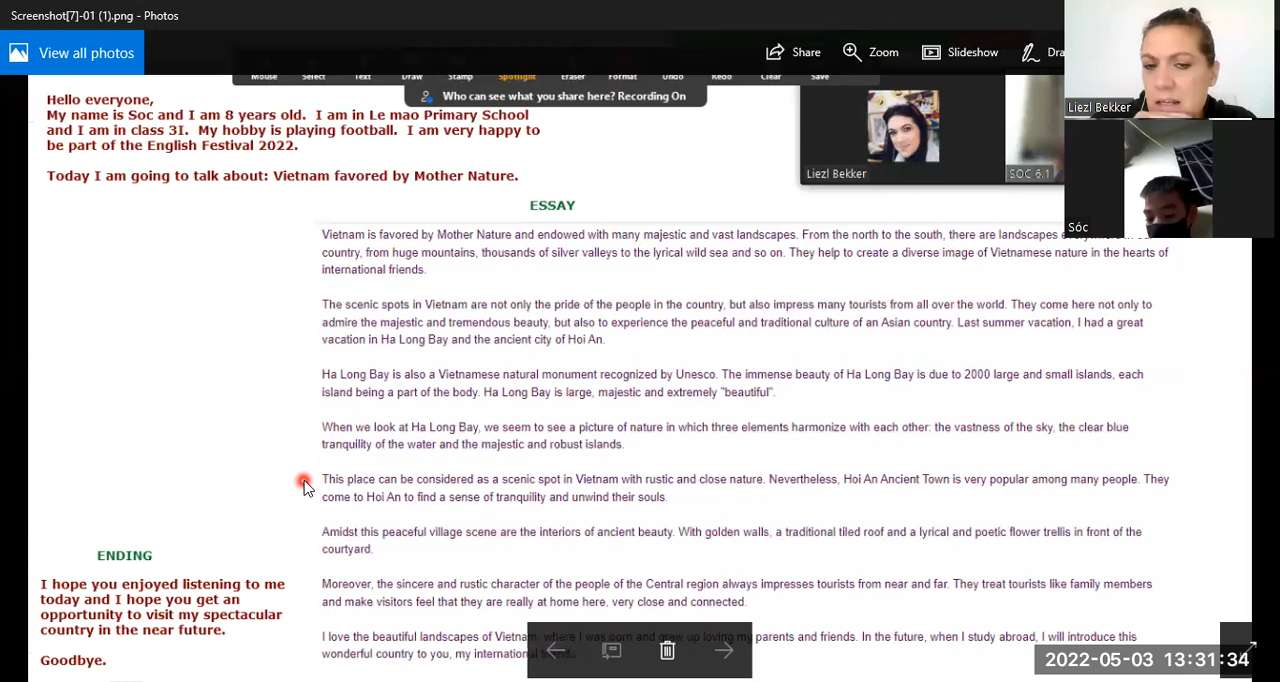 Screenshot[7]-01 (1).png - Photos
View all photos
Share
Zoom
Slideshow
Mouse Select Text Draw Stamp Spotlight Eraser Format Undo Redo Clear Save
Who can see what you share here? Recording On
Liezl Bekker
Sóc
Liezl Bekker
SOC 6.1
Hello everyone,
My name is Soc and I am 8 years old. I am in Le mao Primary School
and I am in class 3I. My hobby is playing football. I am very happy to
be part of the English Festival 2022.
Today I am going to talk about: Vietnam favored by Mother Nature.
ESSAY
Vietnam is favored by Mother Nature and endowed with many majestic and vast landscapes. From the north to the south, there are landscapes
country, from huge mountains, thousands of silver valleys to the lyrical wild sea and so on. They help to create a diverse image of Vietnamese nature in the hearts of
international friends.
The scenic spots in Vietnam are not only the pride of the people in the country, but also impress many tourists from all over the world. They come here not only to
admire the majestic and tremendous beauty, but also to experience the peaceful and traditional culture of an Asian country. Last summer vacation, I had a great
vacation in Ha Long Bay and the ancient city of Hoi An.
Ha Long Bay is also a Vietnamese natural monument recognized by Unesco. The immense beauty of Ha Long Bay is due to 2000 large and small islands, each
island being a part of the body. Ha Long Bay is large, majestic and extremely "beautiful".
When we look at Ha Long Bay, we seem to see a picture of nature in which three elements harmonize with each other: the vastness of the sky, the clear blue
tranquility of the water and the majestic and robust islands.
This place can be considered as a scenic spot in Vietnam with rustic and close nature. Nevertheless, Hoi An Ancient Town is very popular among many people. They
come to Hoi An to find a sense of tranquility and unwind their souls.
Amidst this peaceful village scene are the interiors of ancient beauty. With golden walls, a traditional tiled roof and a lyrical and poetic flower trellis in front of the
courtyard.
Moreover, the sincere and rustic character of the people of the Central region always impresses tourists from near and far. They treat tourists like family members
and make visitors feel that they are really at home here, very close and connected.
I love the beautiful landscapes of Vietnam, where I was born and grew up loving my parents and friends. In the future, when I study abroad, I will introduce this
wonderful country to you, my international friends.
ENDING
I hope you enjoyed listening to me
today and I hope you get an
opportunity to visit my spectacular
country in the near future.
Goodbye.
2022-05-03 13:31:34